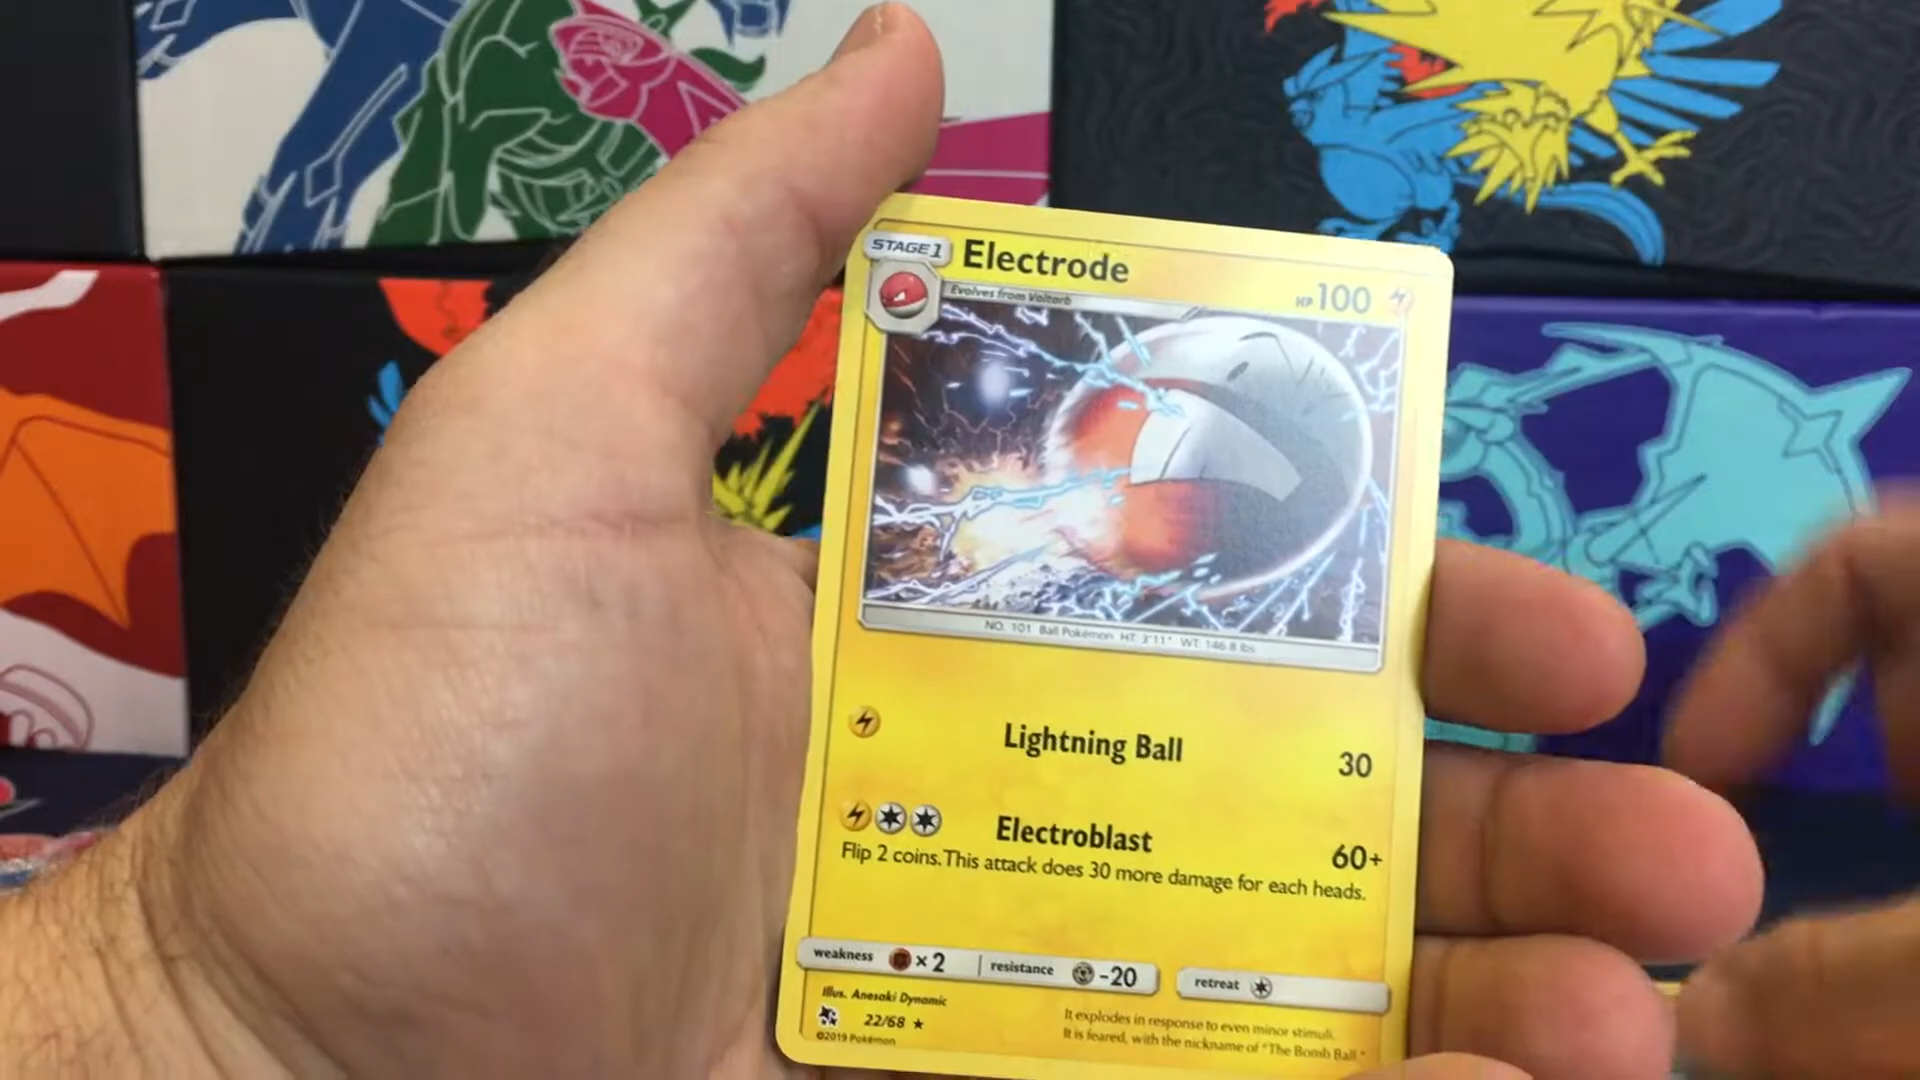 STAGE 1 Electrode
Evolves from Voltorb
HP 100
NO. 101 Ball Pokémon HT: 3'11" WT: 146.8 lbs.
Lightning Ball 30
Electroblast 60+
Flip 2 coins. This attack does 30 more damage for each heads.
weakness ×2 resistance -20 retreat
Illus. Anesaki Dynamic
22/68
©2019 Pokémon
It explodes in response to even minor stimuli.
It is feared, with the nickname of "The Bomb Ball."